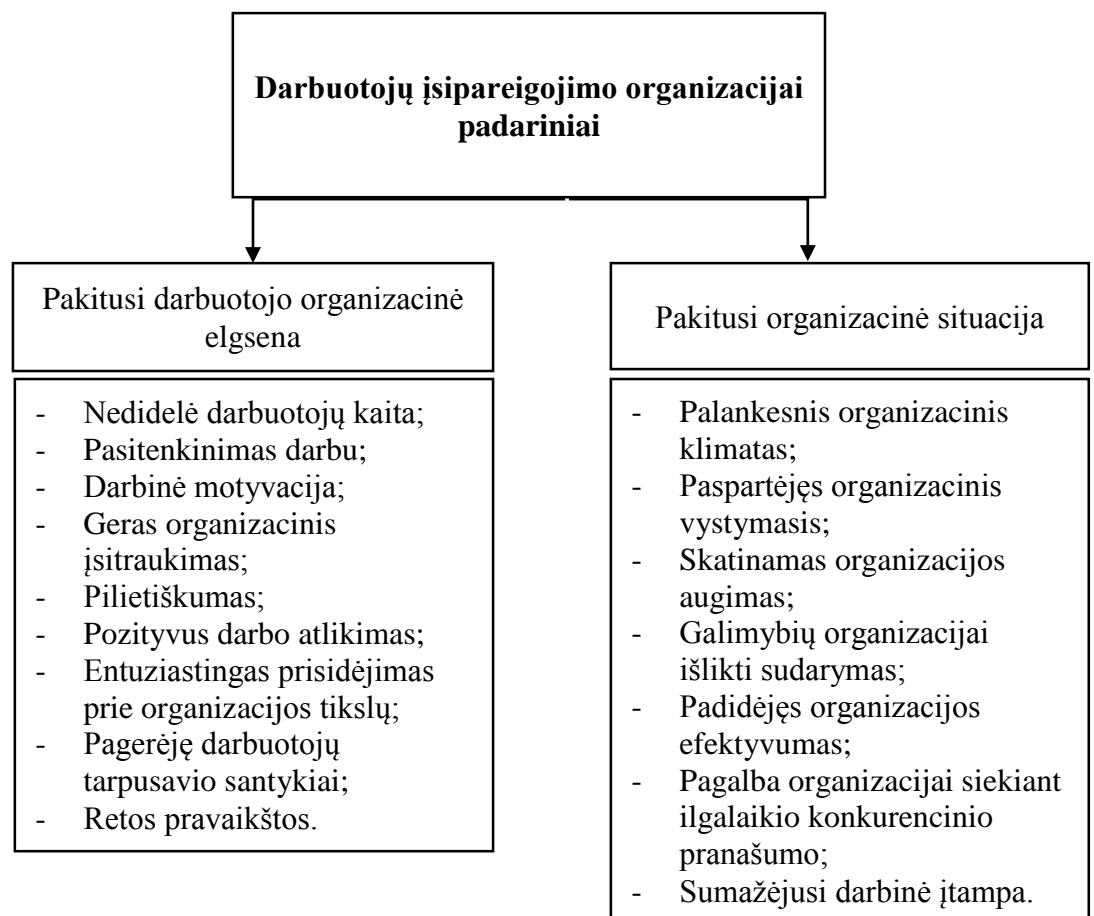 Darbuotojų įsipareigojimo organizacijai
padariniai
Pakitusi darbuotojo organizacinė
elgsena
- Nedidelė darbuotojų kaita;
- Pasitenkinimas darbu;
- Darbinė motyvacija;
- Geras organizacinis
įsitraukimas;
- Pilietiškumas;
- Pozityvus darbo atlikimas;
- Entuziastingas prisidėjimas
prie organizacijos tikslų;
- Pagerėję darbuotojų
tarpusavio santykiai;
- Retos pravaikštos.
Pakitusi organizacinė situacija
- Palankesnis organizacinis
klimatas;
- Paspartėjęs organizacinis
vystymasis;
- Skatinamas organizacijos
augimas;
- Galimybių organizacijai
išlikti sudarymas;
- Padidėjęs organizacijos
efektyvumas;
- Pagalba organizacijai siekiant
ilgalaikio konkurencinio
pranašumo;
- Sumažėjusi darbinė įtampa.